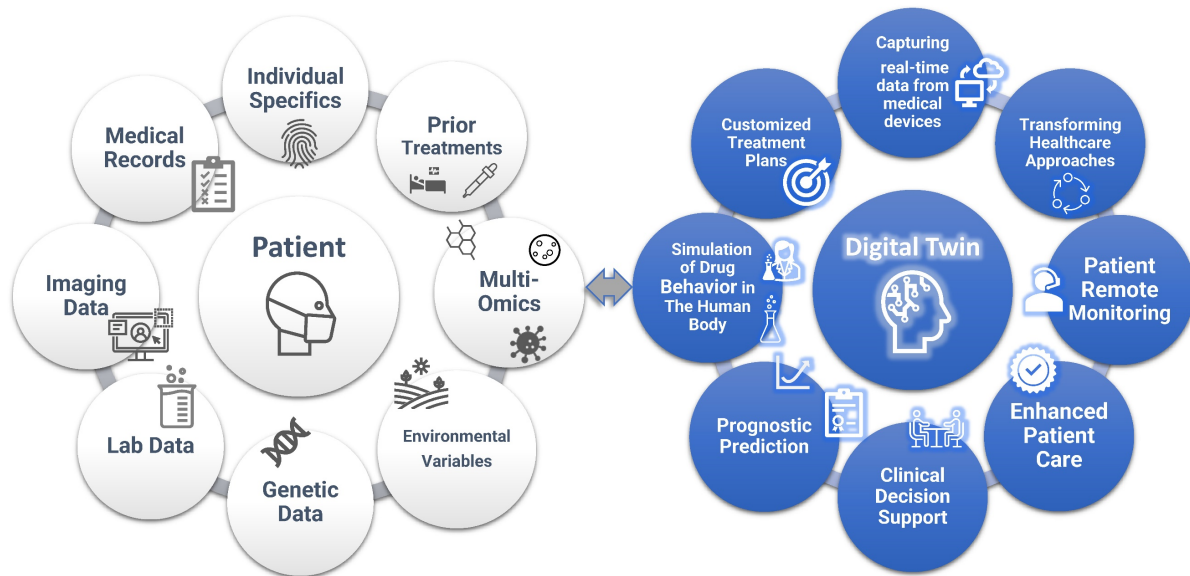 Individual
Specifics
Prior
Treatments
Multi-
Omics
Environmental
Variables
Genetic
Data
Lab Data
Imaging
Data
Medical
Records
Patient
Capturing
real-time
data from
medical
devices
Transforming
Healthcare
Approaches
Patient
Remote
Monitoring
Enhanced
Patient
Care
Clinical
Decision
Support
Prognostic
Prediction
Simulation
of Drug
Behavior in
The Human
Body
Customized
Treatment
Plans
Digital Twin